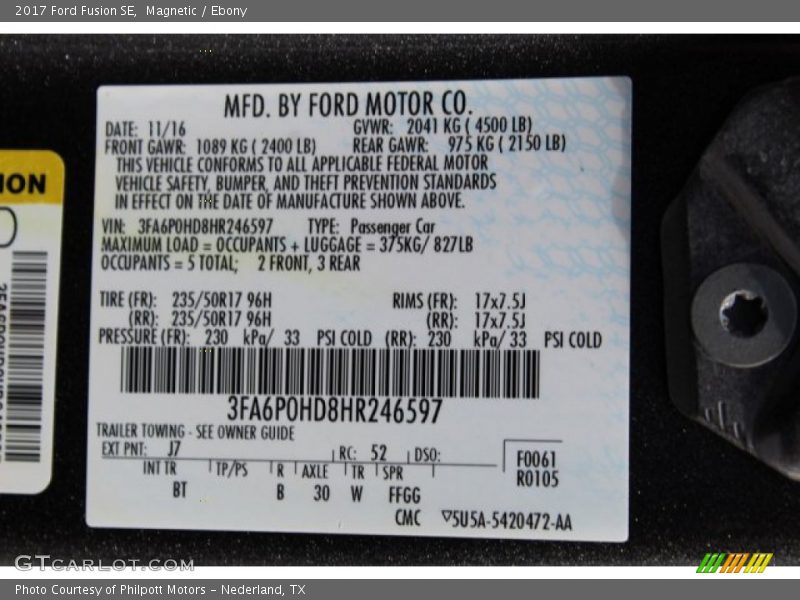 2017 Ford Fusion SE, Magnetic / Ebony
MFD. BY FORD MOTOR CO.
DATE: 11/16 GVWR: 2041 KG ( 4500 LB)
FRONT GAWR: 1089 KG ( 2400 LB) REAR GAWR: 975 KG ( 2150 LB)
THIS VEHICLE CONFORMS TO ALL APPLICABLE FEDERAL MOTOR
VEHICLE SAFETY, BUMPER, AND THEFT PREVENTION STANDARDS
IN EFFECT ON THE DATE OF MANUFACTURE SHOWN ABOVE.
VIN: 3FA6P0HD8HR246597 TYPE: Passenger Car
MAXIMUM LOAD = OCCUPANTS + LUGGAGE = 375KG/ 827LB
OCCUPANTS = 5 TOTAL; 2 FRONT, 3 REAR
TIRE (FR): 235/50R17 96H RIMS (FR): 17x7.5J
(RR): 235/50R17 96H (RR): 17x7.5J
PRESSURE (FR): 230 kPa/ 33 PSI COLD (RR): 230 kPa/ 33 PSI COLD
3FA6P0HD8HR246597
TRAILER TOWING - SEE OWNER GUIDE
EXT PNT: J7 RC: 52 DSO:
INT TR TP/PS R AXLE TR SPR
BT B 30 W FFGG
F0061
R0105
CMC ▽5U5A-5420472-AA
ION
GTCARLOT.COM
Photo Courtesy of Philpott Motors - Nederland, TX